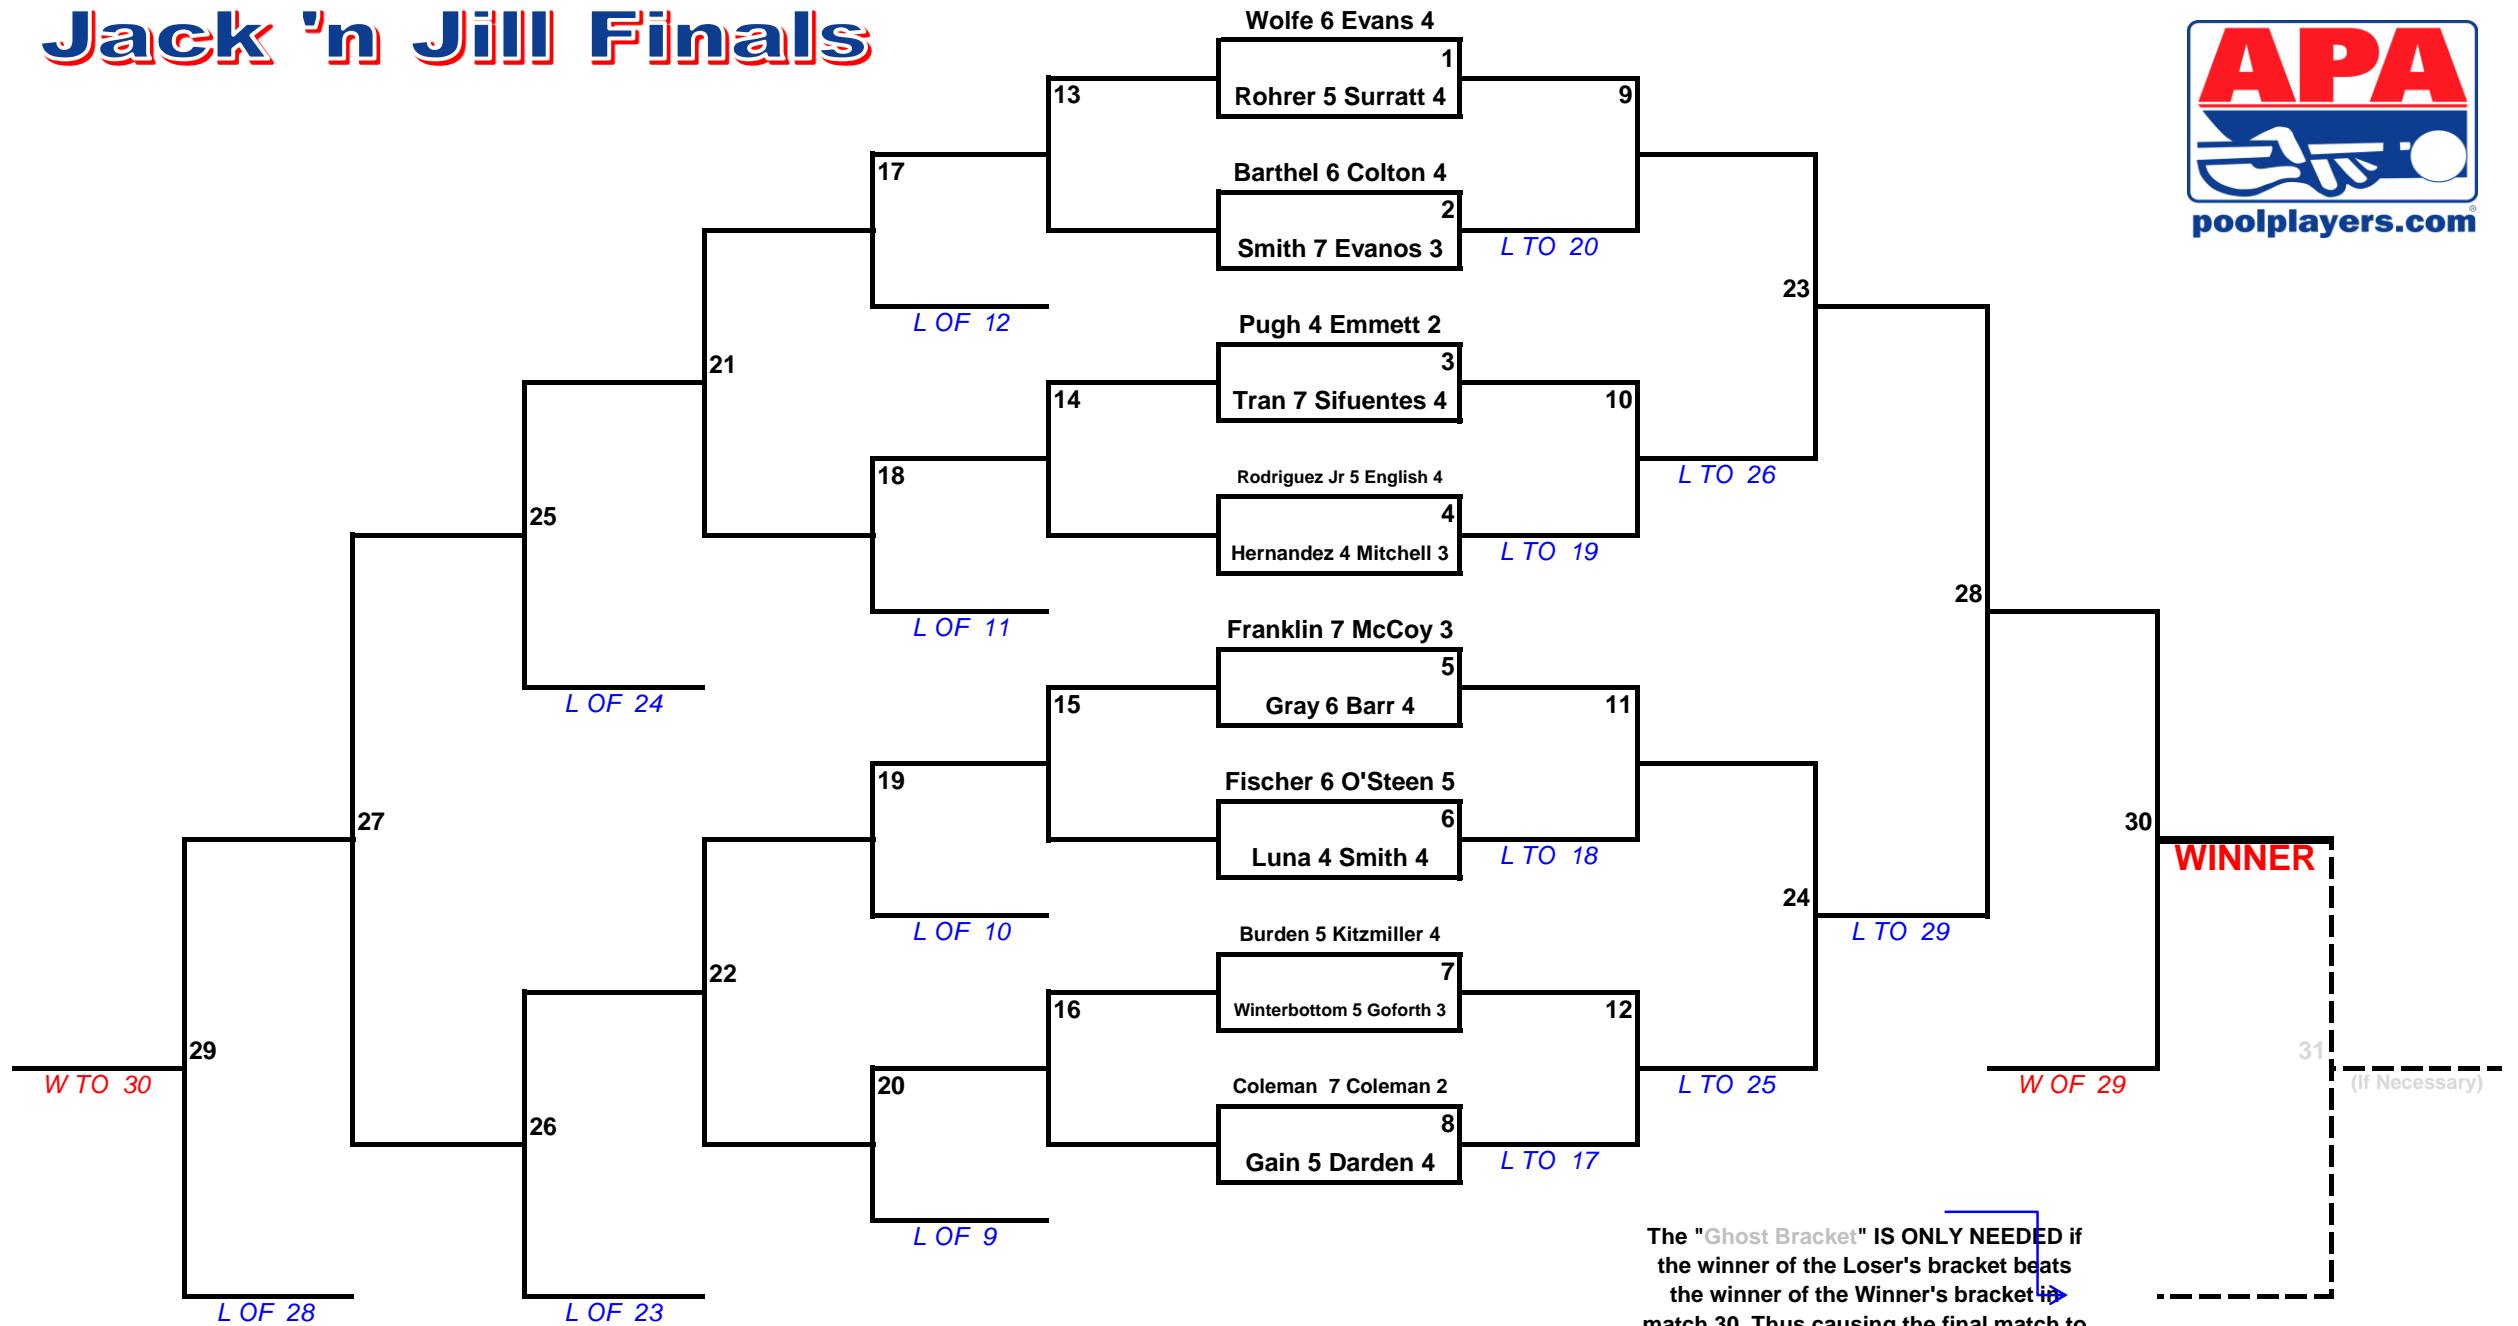 Jack 'n Jill Finals
APA
®
poolplayers.com
Wolfe 6 Evans 4
1
Rohrer 5 Surratt 4
13
9
17
Barthel 6 Colton 4
2
Smith 7 Evanos 3
L TO 20
23
L OF 12
Pugh 4 Emmett 2
21
3
14
Tran 7 Sifuentes 4
10
18
Rodriguez Jr 5 English 4
L TO 26
25
4
Hernandez 4 Mitchell 3
L TO 19
28
L OF 11
Franklin 7 McCoy 3
5
L OF 24
15
Gray 6 Barr 4
11
19
Fischer 6 O'Steen 5
27
6
30
Luna 4 Smith 4
L TO 18
WINNER
24
L OF 10
Burden 5 Kitzmiller 4
L TO 29
22
7
16
Winterbottom 5 Goforth 3
12
29
31
W TO 30
20
Coleman 7 Coleman 2
L TO 25
W OF 29
(If Necessary)
26
8
Gain 5 Darden 4
L TO 17
L OF 9
L OF 28
L OF 23
The "Ghost Bracket" IS ONLY NEEDED if
the winner of the Loser's bracket beats
the winner of the Winner's bracket in
match 30. Thus causing the final match to